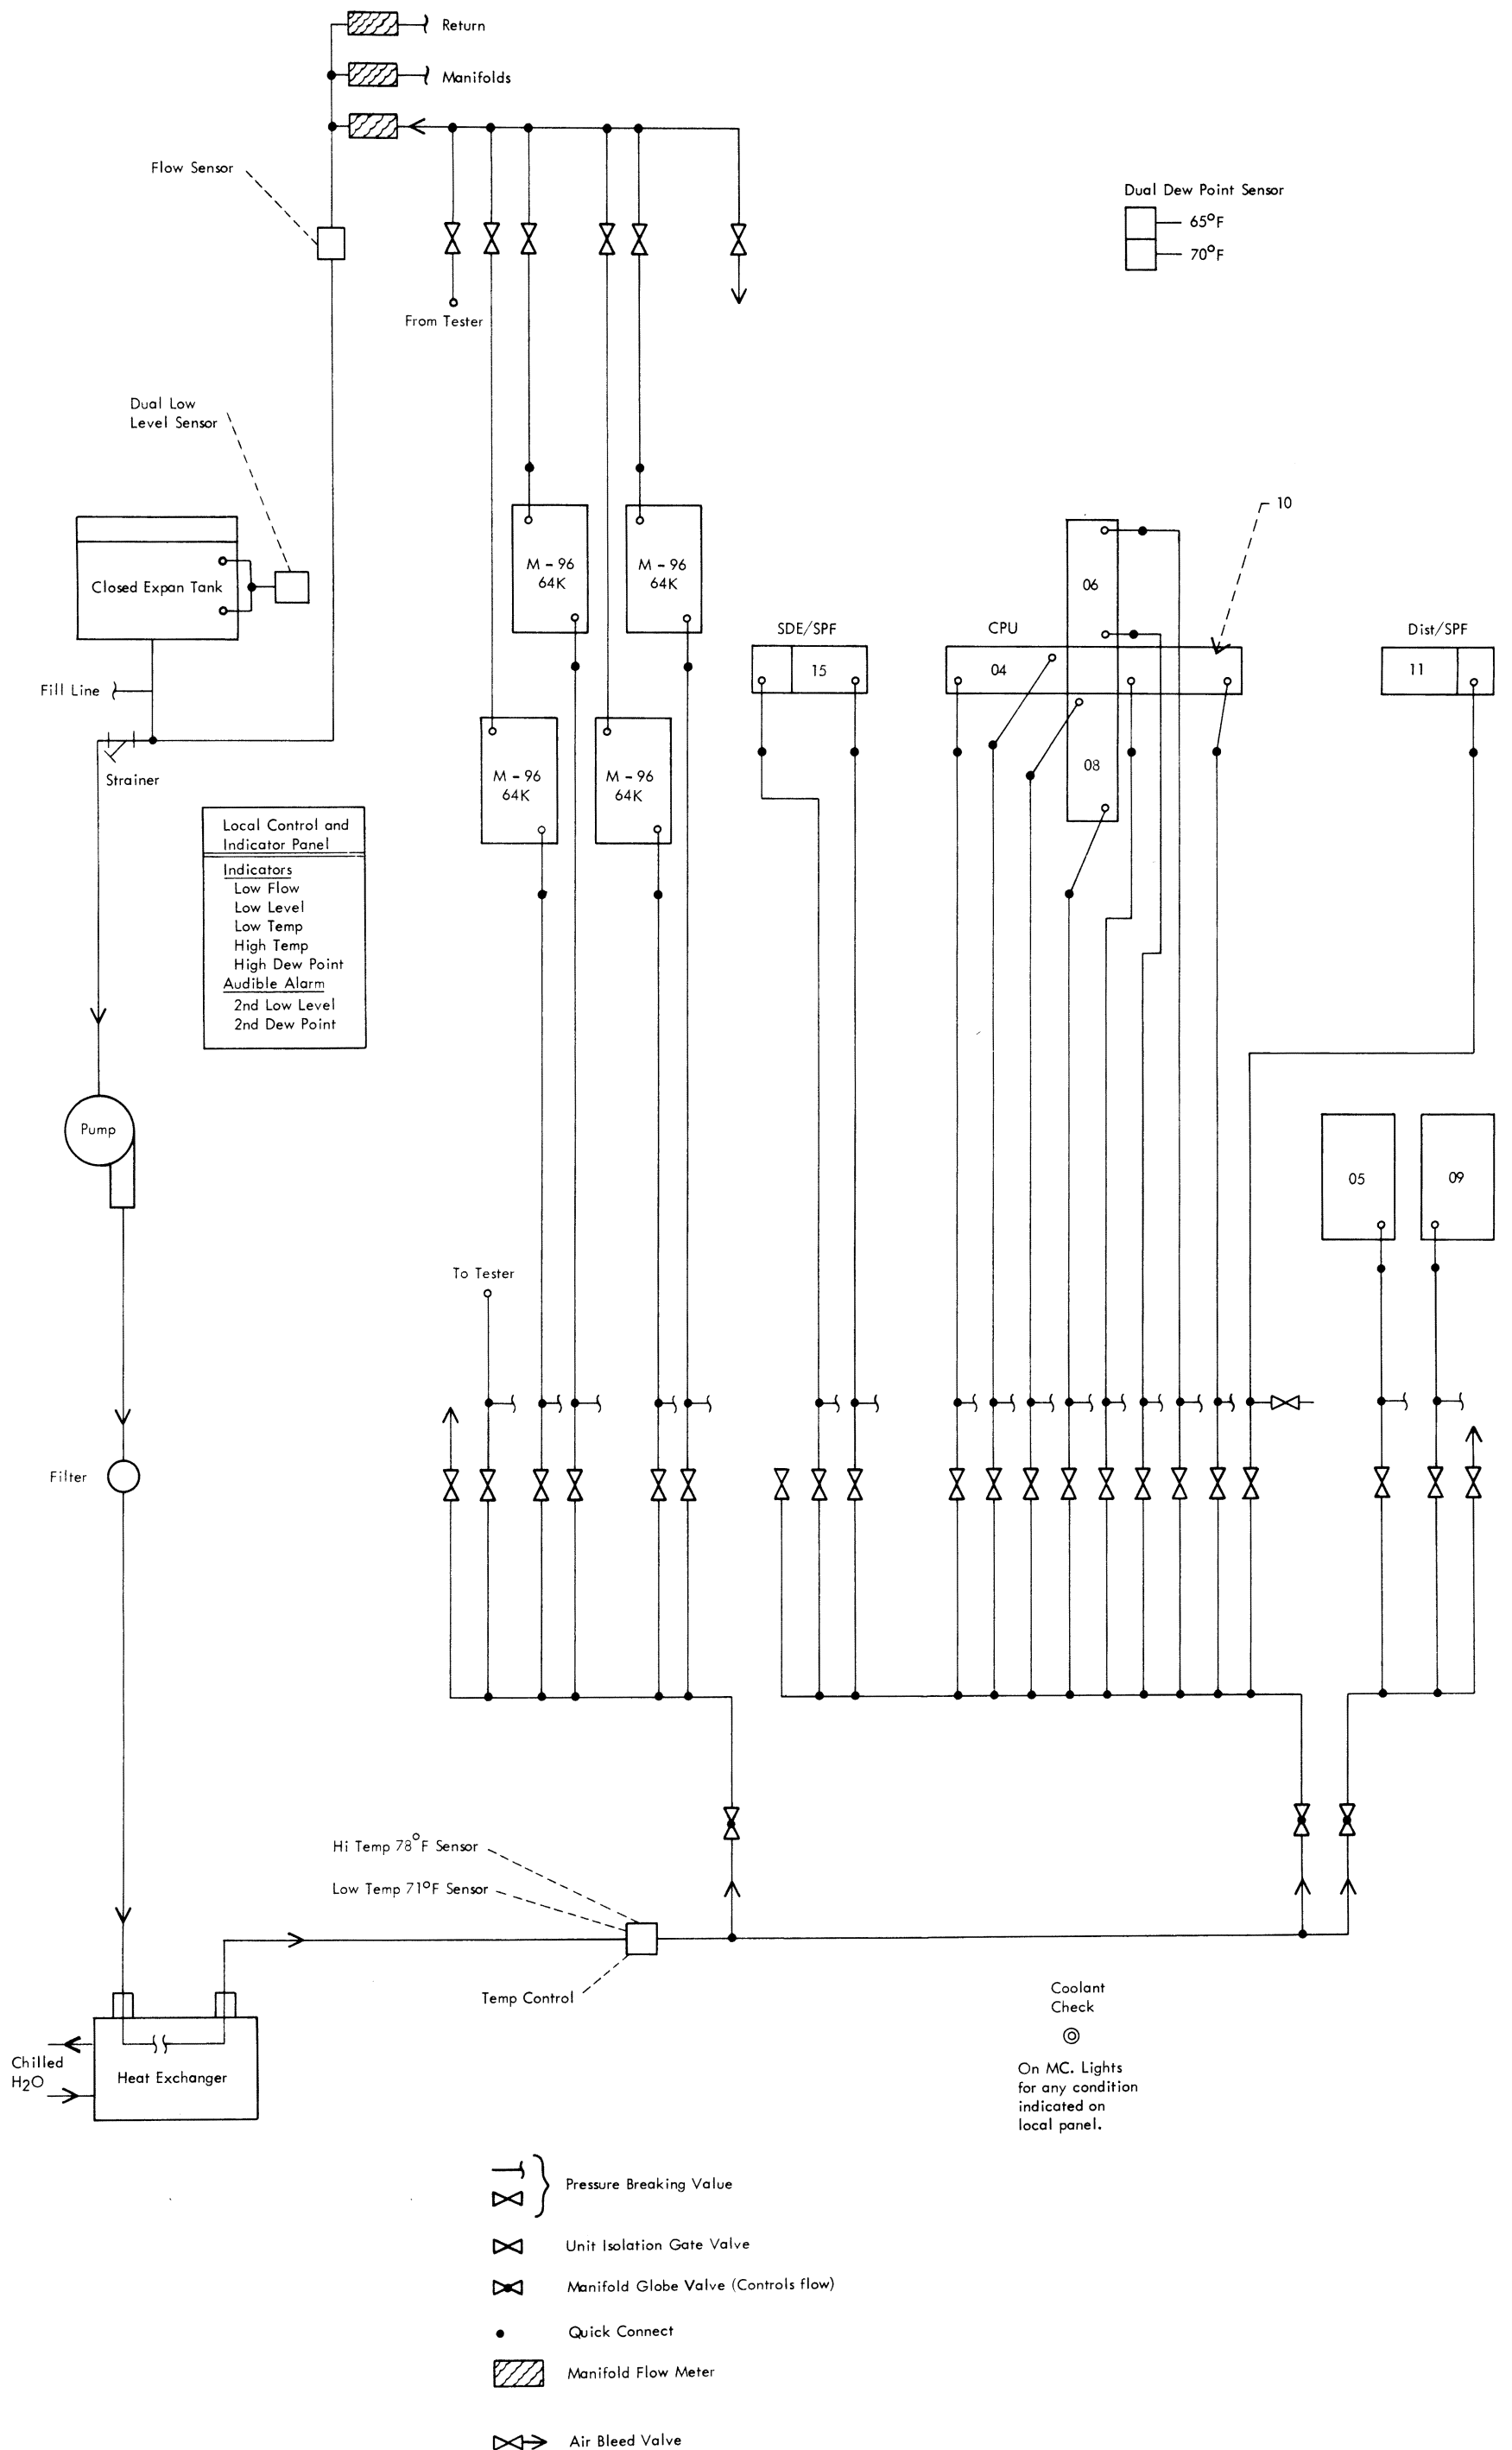 Return
Manifolds
Flow Sensor
Dual Dew Point Sensor
65°F
70°F
From Tester
Dual Low
Level Sensor
10
Closed Expan Tank
M - 96
64K
M - 96
64K
06
SDE/SPF
CPU
Dist/SPF
15
04
11
Fill Line
Strainer
M - 96
64K
M - 96
64K
08
Local Control and
Indicator Panel
Indicators
Low Flow
Low Level
Low Temp
High Temp
High Dew Point
Audible Alarm
2nd Low Level
2nd Dew Point
Pump
05
09
To Tester
Filter
Hi Temp 78°F Sensor
Low Temp 71°F Sensor
Temp Control
Coolant
Check
Chilled
H2O
Heat Exchanger
On MC. Lights
for any condition
indicated on
local panel.
Pressure Breaking Value
Unit Isolation Gate Valve
Manifold Globe Valve (Controls flow)
Quick Connect
Manifold Flow Meter
Air Bleed Valve